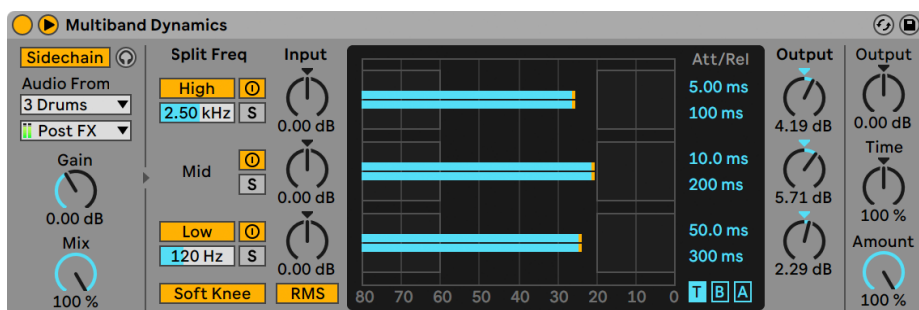 Multiband Dynamics
Sidechain
Audio From
3 Drums
Post FX
Gain
0.00 dB
Mix
100 %
Split Freq
High
2.50 kHz
S
Mid
S
Low
120 Hz
S
Soft Knee
Input
0.00 dB
0.00 dB
0.00 dB
RMS
80 70 60 50 40 30 20 10 0
Att/Rel
5.00 ms
100 ms
10.0 ms
200 ms
50.0 ms
300 ms
T B A
Output
4.19 dB
5.71 dB
2.29 dB
Output
0.00 dB
Time
100 %
Amount
100 %